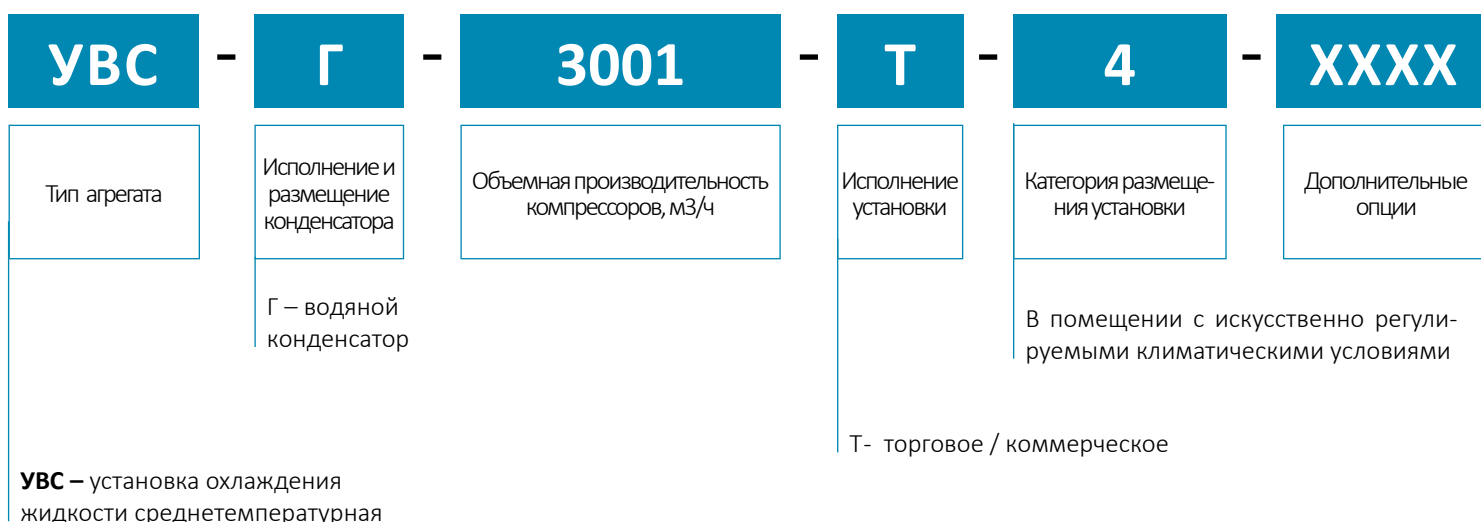 УВС - Г - 3001 - Т - 4 - ХХХХ
Тип агрегата
Исполнение и
размещение
конденсатора
Объемная производительность
компрессоров, м3/ч
Исполнение
установки
Категория размеще-
ния установки
Дополнительные
опции
Г – водяной
конденсатор
В помещении с искусственно регули-
руемыми климатическими условиями
Т- торговое / коммерческое
УВС – установка охлаждения
жидкости среднетемпературная